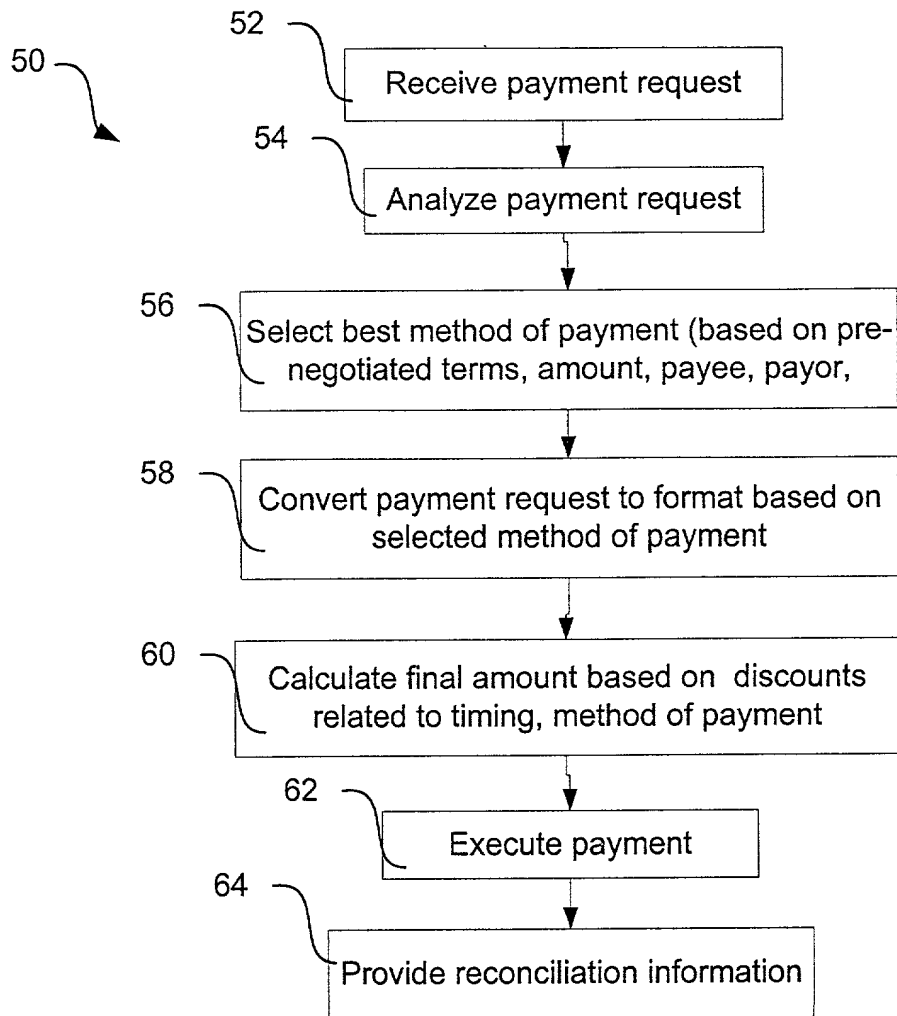 50
52
Receive payment request
54
Analyze payment request
56
Select best method of payment (based on pre-
negotiated terms, amount, payee, payor,
58
Convert payment request to format based on
selected method of payment
60
Calculate final amount based on discounts
related to timing, method of payment
62
Execute payment
64
Provide reconciliation information